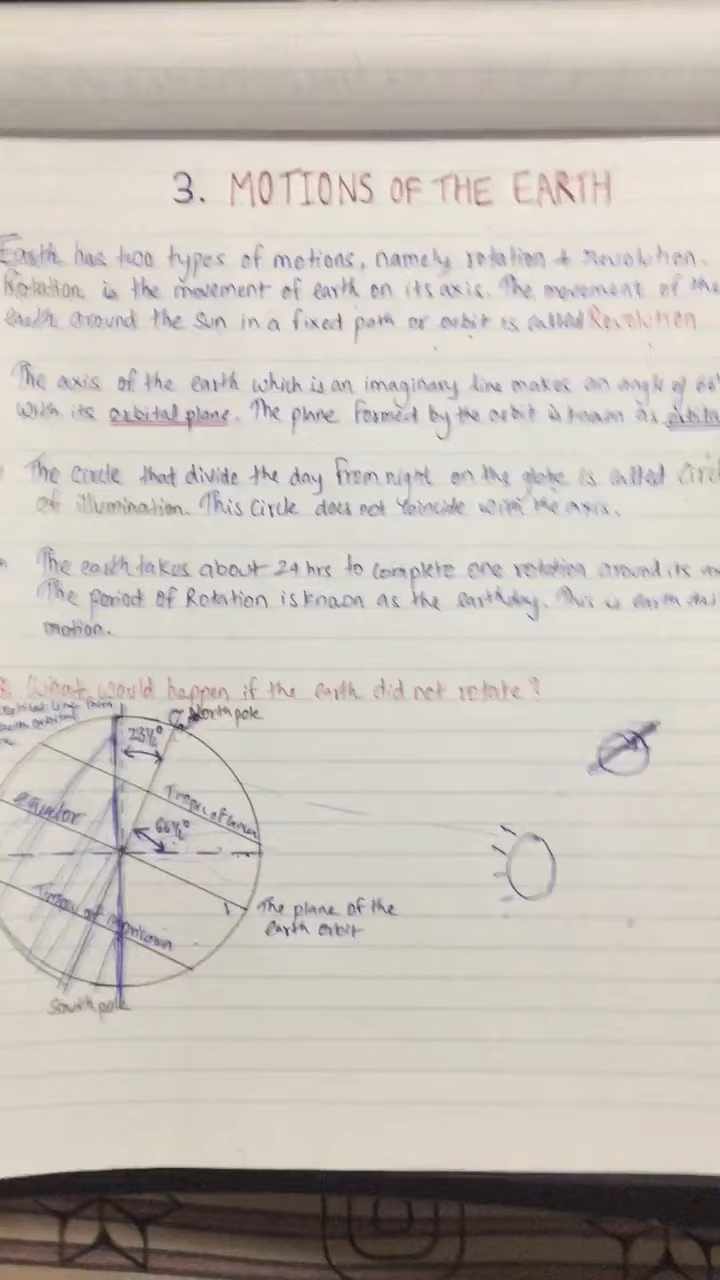 3. MOTIONS OF THE EARTH
Earth has two types of motions, namely rotation & revolution.
Rotation is the movement of earth on its axis. The movement of the
earth around the sun in a fixed path or orbit is called Revolution
The axis of the earth which is an imaginary line makes an angle of 66
with its orbital plane. The plane formed by the orbit is known as
The circle that divide the day from night on the globe is called
of illumination. This circle does not coincide with the axis.
The earth takes about 24 hrs to complete one rotation around its
The period of Rotation is known as the earthday. This is earth
motion.
What would happen if the earth did not rotate?
North pole
23½°
Tropic of
equator
66½°
Tropic of
The plane of the
earth orbit
South pole